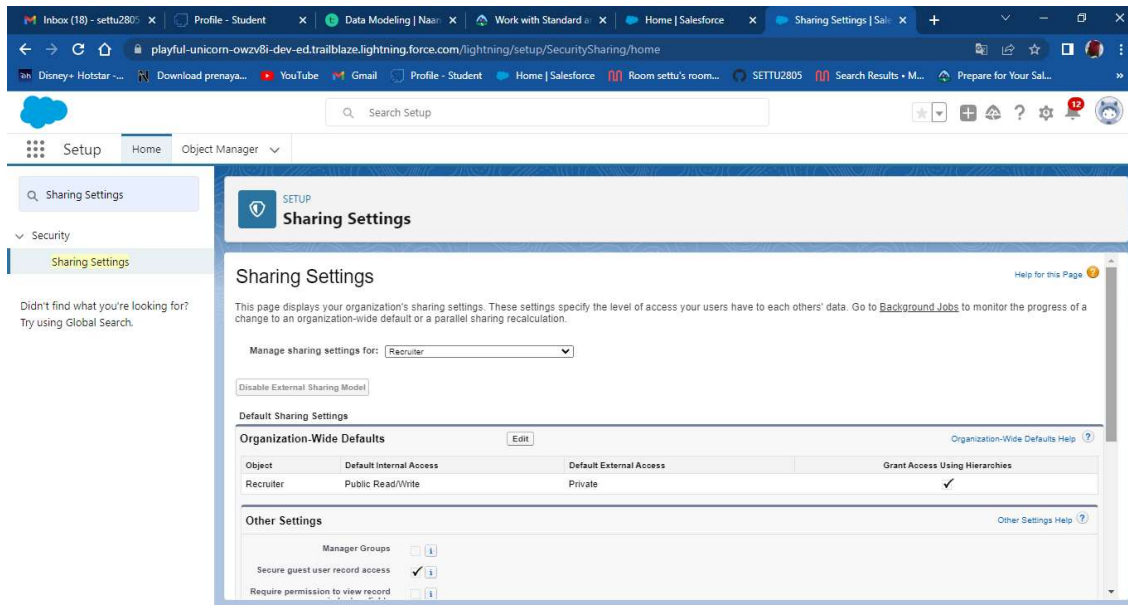 Inbox (18) - settu2805
Profile - Student
Data Modeling | Naan
Work with Standard an
Home | Salesforce
Sharing Settings | Sale
playful-unicorn-owzv8i-dev-ed.trailblaze.lightning.force.com/lightning/setup/SecuritySharing/home
Disney+ Hotstar -...
Download prenaya...
YouTube
Gmail
Profile - Student
Home | Salesforce
Room settu's room...
SETTU2805
Search Results • M...
Prepare for Your Sal...
Search Setup
12
Setup
Home
Object Manager
Sharing Settings
Security
Sharing Settings
Didn't find what you're looking for?
Try using Global Search.
SETUP
Sharing Settings
Sharing Settings
Help for this Page
This page displays your organization's sharing settings. These settings specify the level of access your users have to each others' data. Go to Background Jobs to monitor the progress of a
change to an organization-wide default or a parallel sharing recalculation.
Manage sharing settings for: Recruiter
Disable External Sharing Model
Default Sharing Settings
Organization-Wide Defaults
Edit
Organization-Wide Defaults Help ?
Object Default Internal Access Default External Access Grant Access Using Hierarchies
Recruiter Public Read/Write Private ✓
Other Settings
Other Settings Help ?
Manager Groups
Secure guest user record access ✓
Require permission to view record